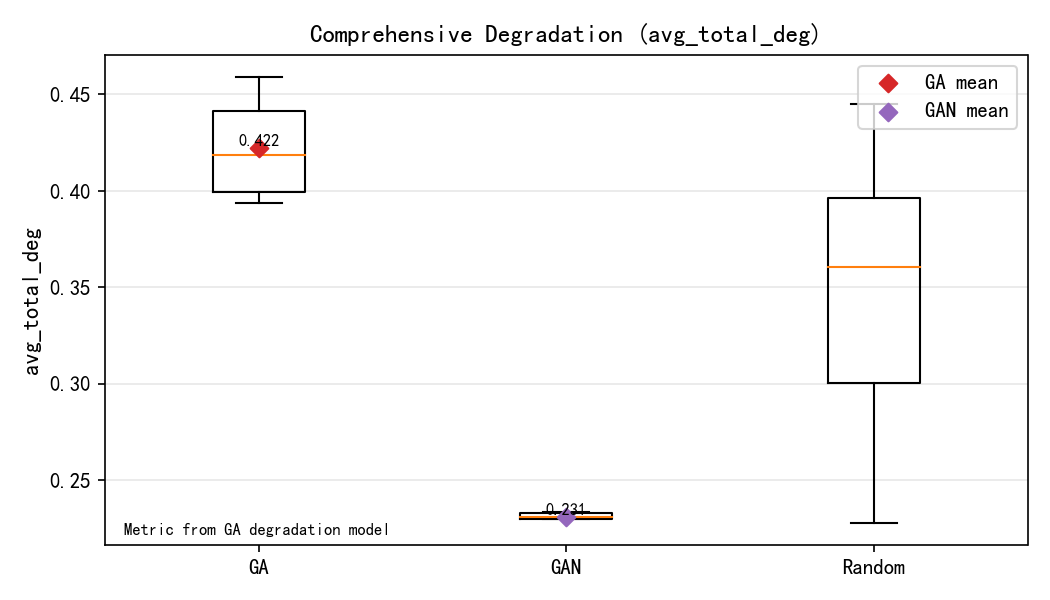 Comprehensive Degradation (avg_total_deg)
GA mean
GAN mean
avg_total_deg
0.45
0.40
0.35
0.30
0.25
0.422
0.231
Metric from GA degradation model
GA
GAN
Random